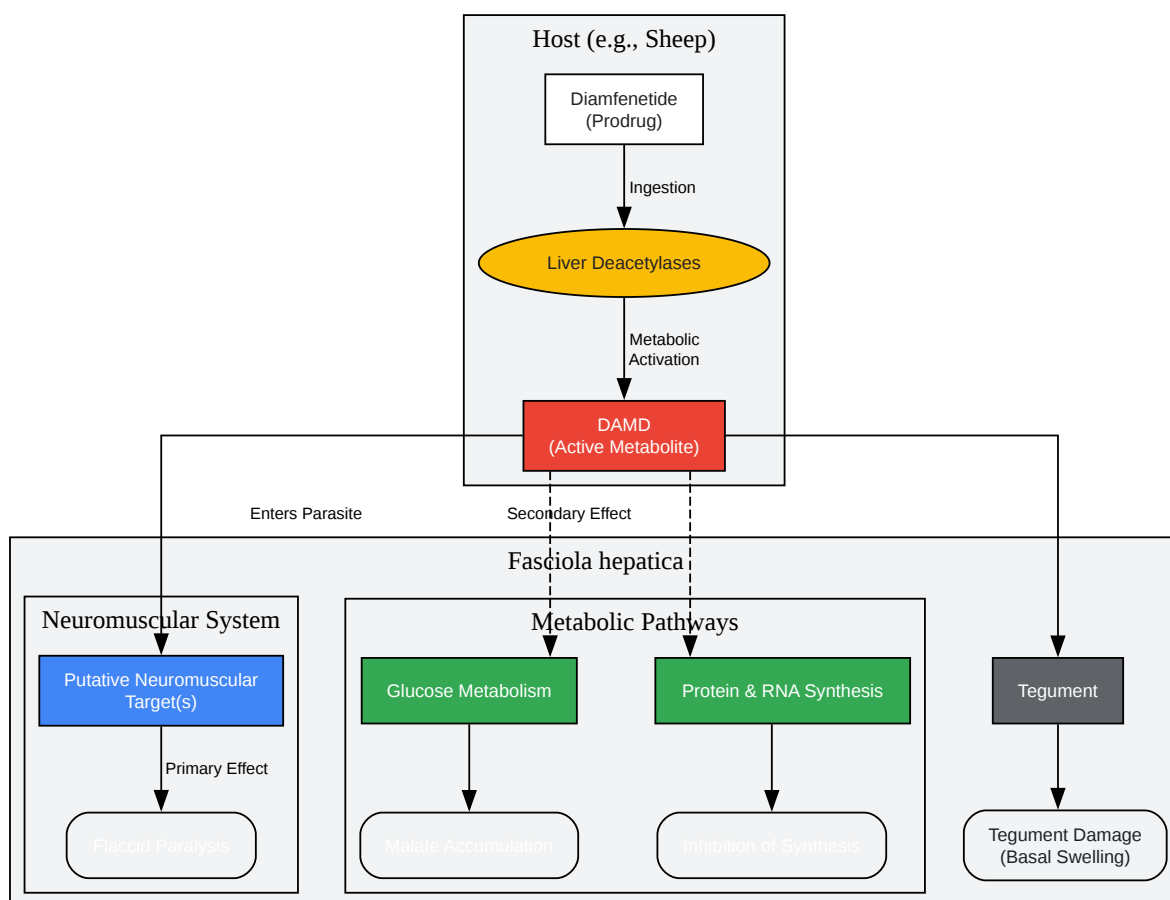 Host (e.g., Sheep)
Diamfenetide
(Prodrug)
Ingestion
Liver Deacetylases
Metabolic
Activation
DAMD
(Active Metabolite)
Enters Parasite
Secondary Effect
Fasciola hepatica
Neuromuscular System
Metabolic Pathways
Putative Neuromuscular
Target(s)
Glucose Metabolism
Protein & RNA Synthesis
Tegument
Primary Effect
Flaccid Paralysis
Malate Accumulation
Inhibition of Synthesis
Tegument Damage
(Basal Swelling)